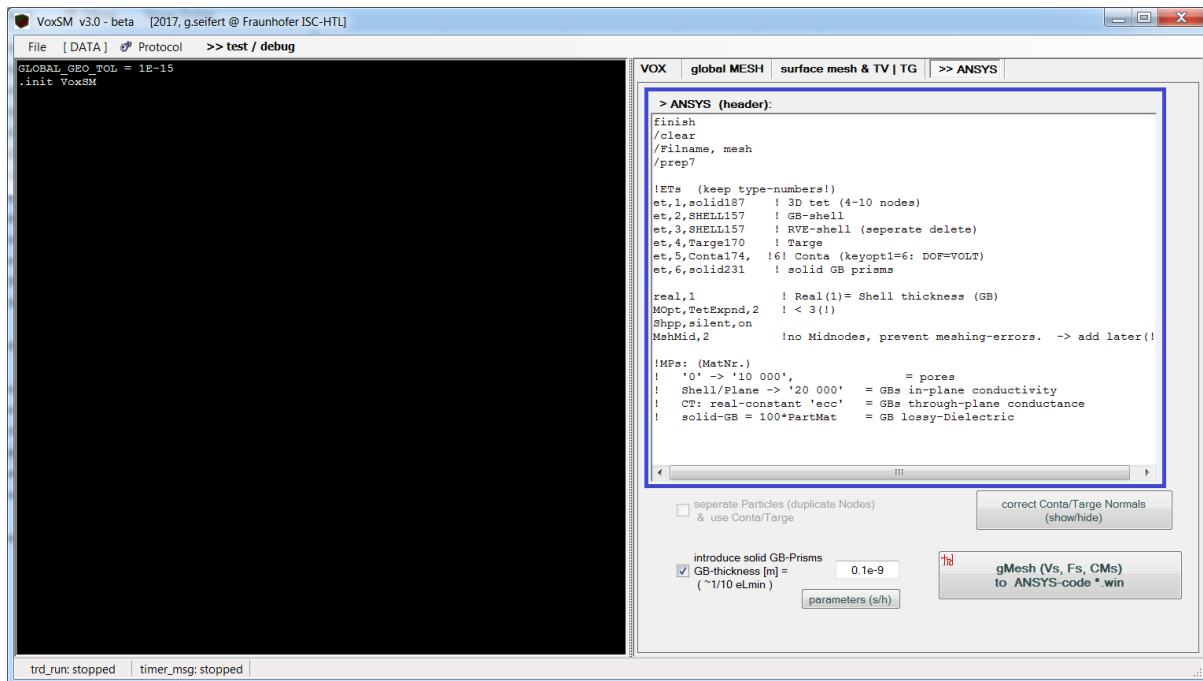 VoxSM v3.0 - beta [2017, g.seifert @ Fraunhofer ISC-HTL]
File [ DATA ] Protocol >> test / debug
GLOBAL_GEO_TOL = 1E-15
.init VoxSM
VOX global MESH surface mesh & TV | TG >> ANSYS
> ANSYS (header):
finish
/clear
/Filname, mesh
/prep7
!ETs (keep type-numbers!)
et,1,solid187 ! 3D tet (4-10 nodes)
et,2,SHELL157 ! GB-shell
et,3,SHELL157 ! RVE-shell (seperate delete)
et,4,Targe170 ! Targe
et,5,Conta174, !6! Conta (keyopt1=6: DOF=VOLT)
et,6,solid231 ! solid GB prisms
real,1 ! Real(1)= Shell thickness (GB)
MOpt,TetExpnd,2 ! < 3(!)
Shpp,silent,on
MshMid,2 !no Midnodes, prevent meshing-errors. -> add later(!
!MPs: (MatNr.)
! '0' -> '10 000', = pores
! Shell/Plane -> '20 000' = GBs in-plane conductivity
! CT: real-constant 'ecc' = GBs through-plane conductance
! solid-GB = 100*PartMat = GB lossy-Dielectric
seperate Particles (duplicate Nodes)
& use Conta/Targe
correct Conta/Targe Normals
(show/hide)
introduce solid GB-Prisms
GB-thickness [m] = 0.1e-9
( ~1/10 eLmin )
parameters (s/h)
trd
gMesh (Vs, Fs, CMs)
to ANSYS-code *.win
trd_run: stopped timer_msg: stopped